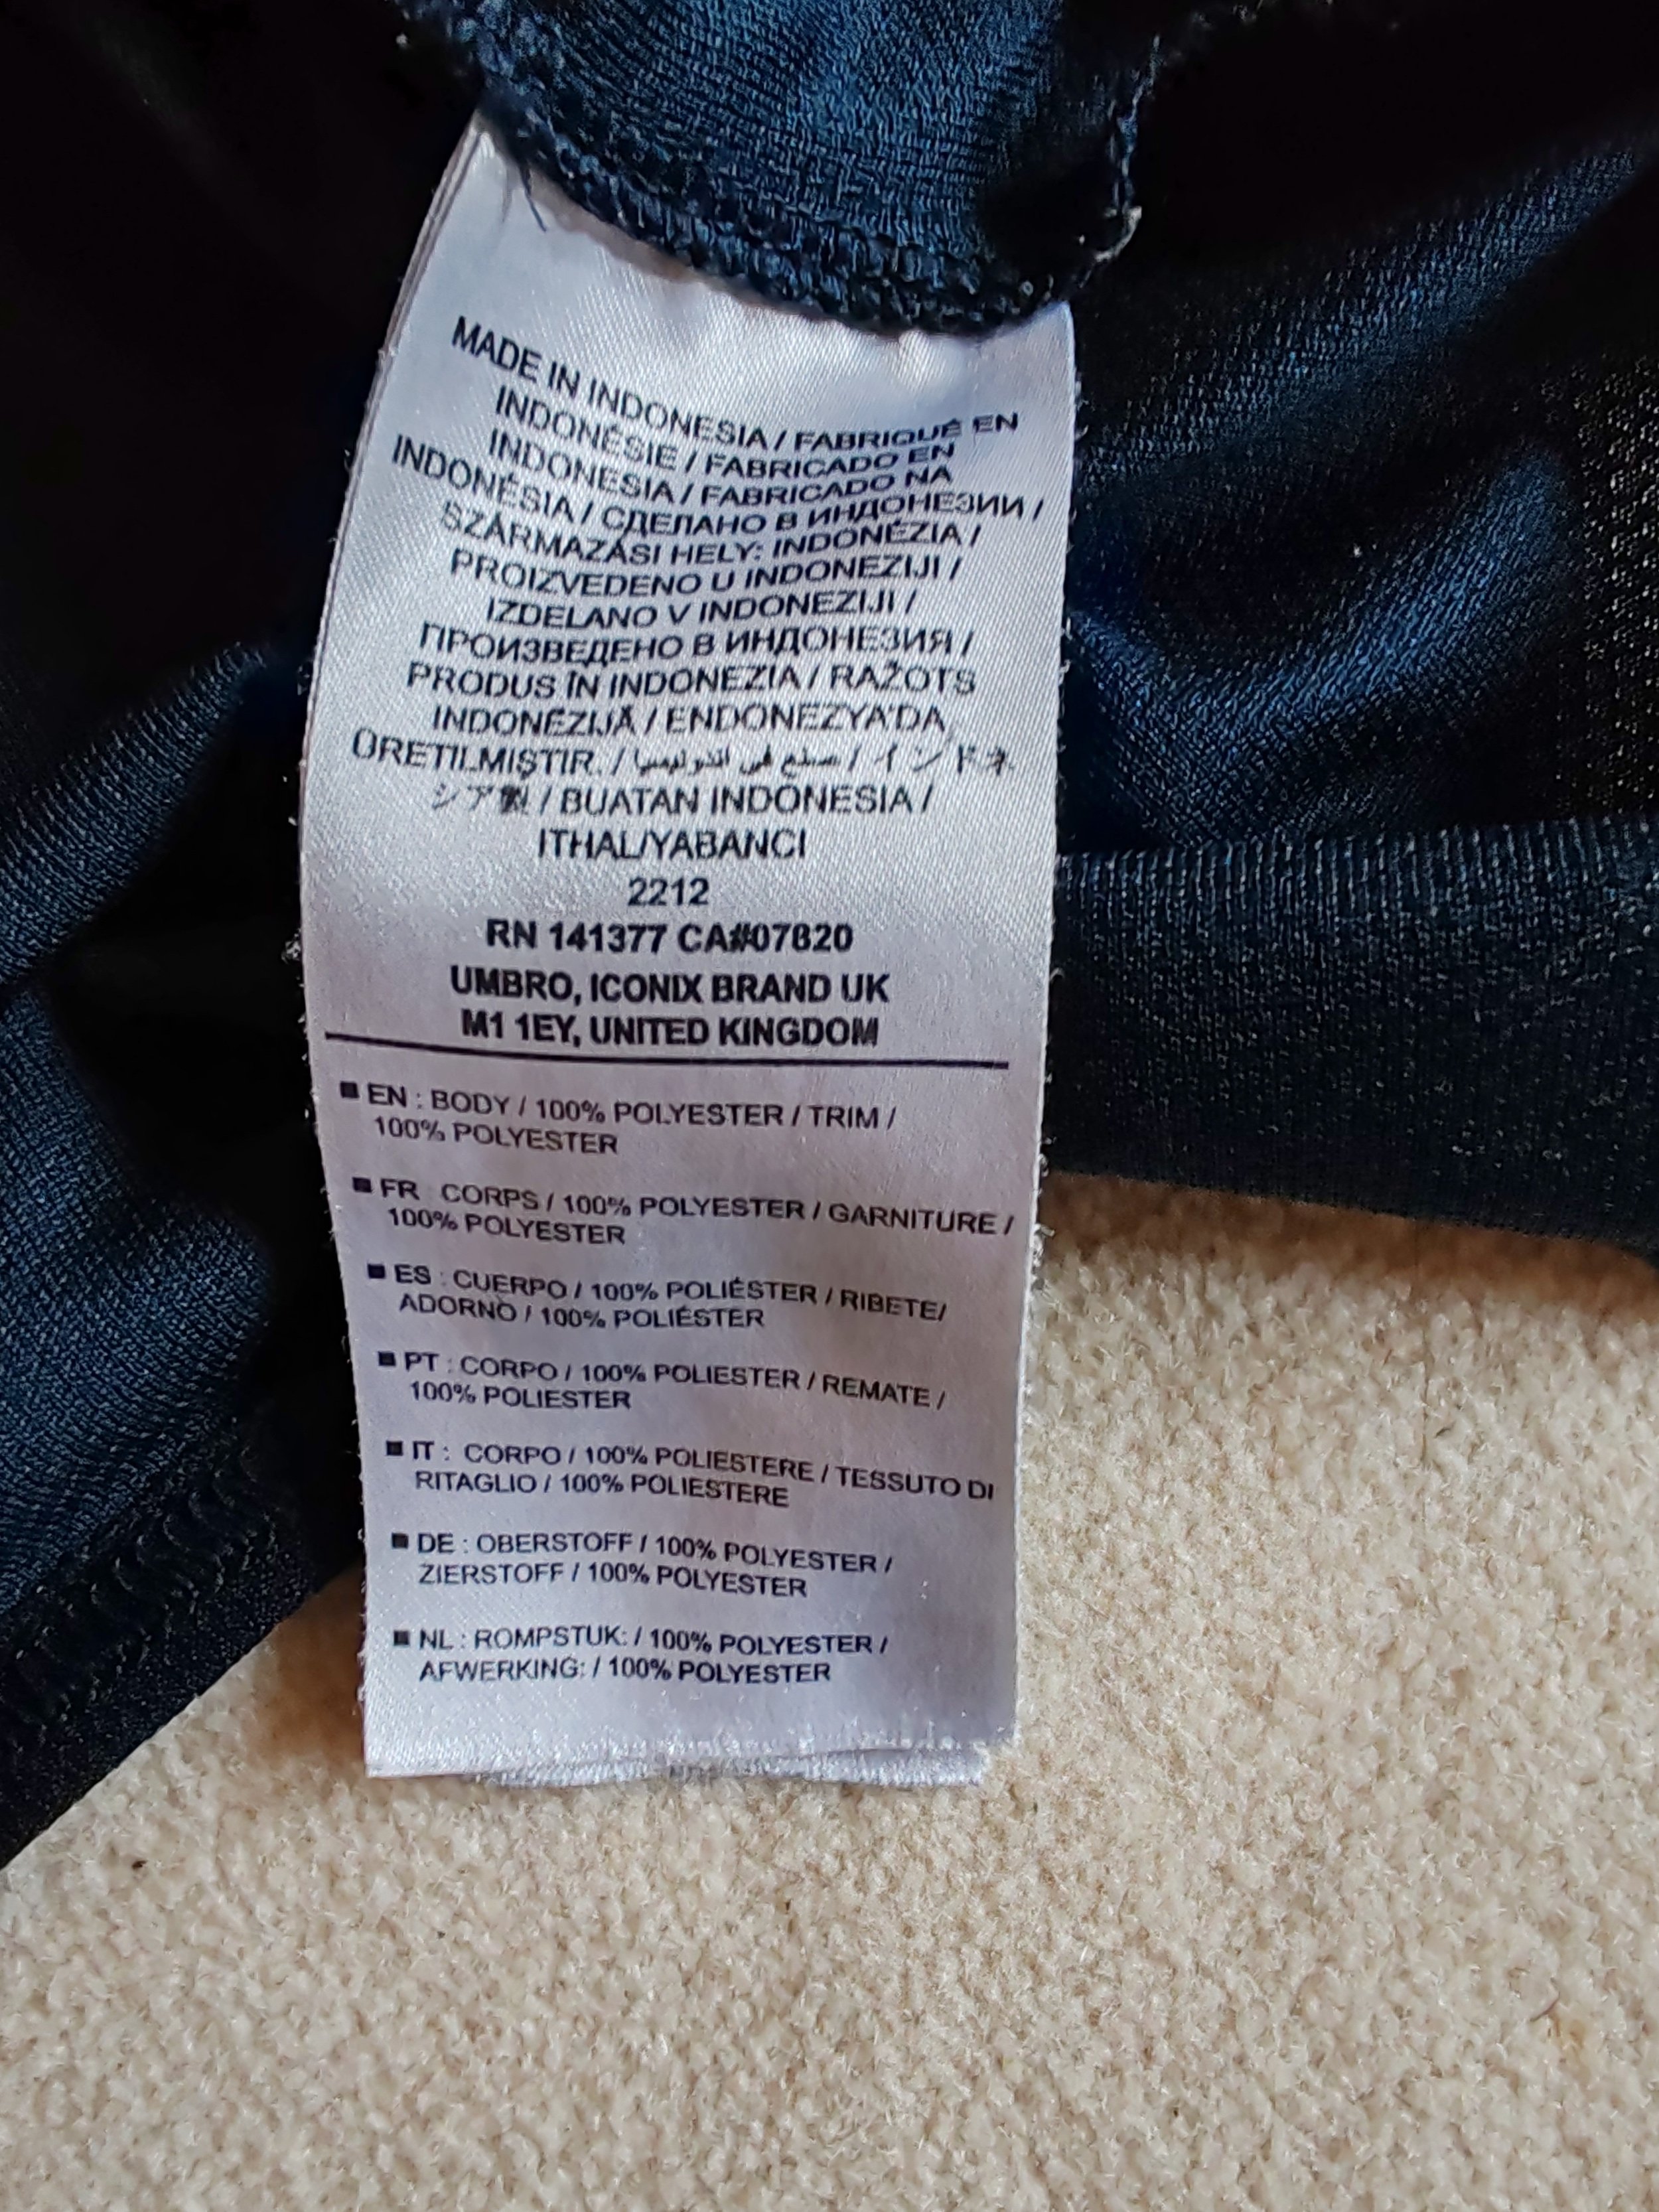 MADE IN INDONESIA / FABRIQUÉ EN
INDONÉSIE / FABRICADO EN
INDONESIA / FABRICADO NA
INDONÉSIA / СДЕЛАНО В ИНДОНЕЗИИ /
SZÁRMAZÁSI HELY: INDONÉZIA /
PROIZVEDENO U INDONEZIJI /
IZDELANO V INDONEZIJI /
ПРОИЗВЕДЕНО В ИНДОНЕЗИЯ /
PRODUS ÎN INDONEZIA / RAŽOTS
INDONĒZIJĀ / ENDONEZYA'DA
ÜRETILMIŞTIR. / صنع في اندونيسيا / インドネ
シア製 / BUATAN INDONESIA /
ITHAL/YABANCI
2212
RN 141377 CA#07820
UMBRO, ICONIX BRAND UK
M1 1EY, UNITED KINGDOM
■ EN : BODY / 100% POLYESTER / TRIM /
100% POLYESTER
■ FR : CORPS / 100% POLYESTER / GARNITURE /
100% POLYESTER
■ ES : CUERPO / 100% POLIÉSTER / RIBETE/
ADORNO / 100% POLIÉSTER
■ PT : CORPO / 100% POLIESTER / REMATE /
100% POLIESTER
■ IT : CORPO / 100% POLIESTERE / TESSUTO DI
RITAGLIO / 100% POLIESTERE
■ DE : OBERSTOFF / 100% POLYESTER /
ZIERSTOFF / 100% POLYESTER
■ NL : ROMPSTUK: / 100% POLYESTER /
AFWERKING: / 100% POLYESTER